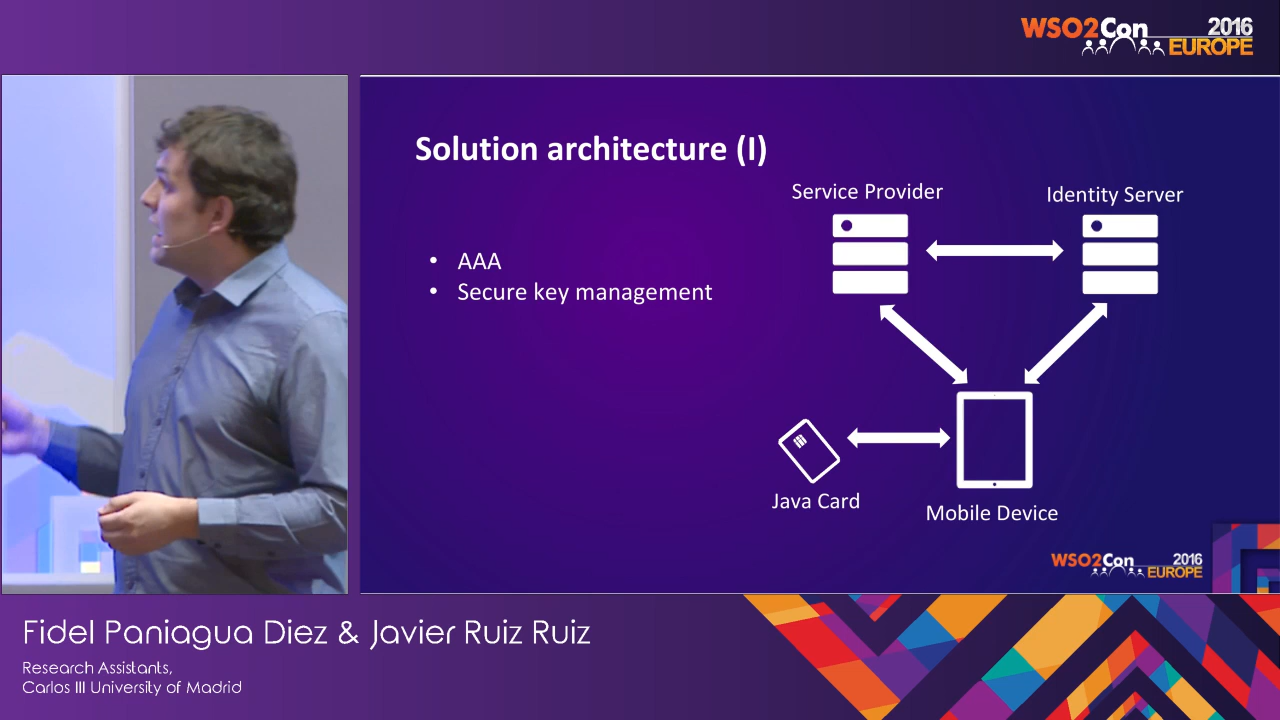 WSO2Con 2016
EUROPE
Solution architecture (I)
Service Provider
Identity Server
• AAA
• Secure key management
Java Card
Mobile Device
WSO2Con 2016
EUROPE
Fidel Paniagua Diez & Javier Ruiz Ruiz
Research Assistants,
Carlos III University of Madrid